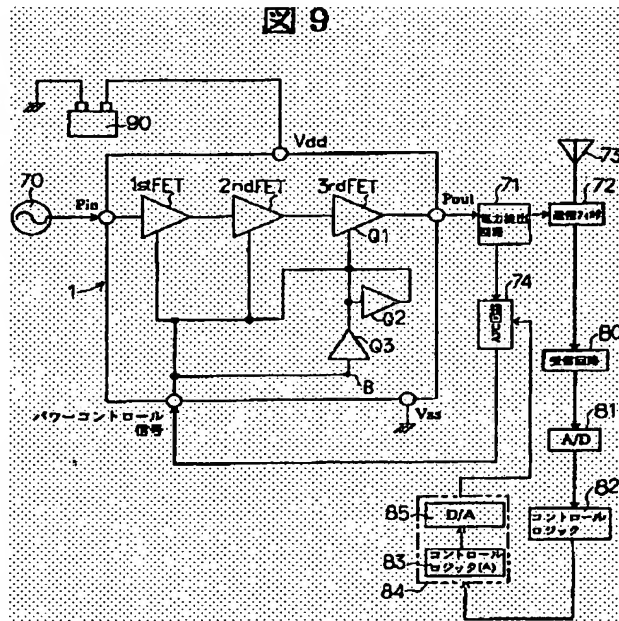 図 9
90
Vdd
70
Pin
1stFET
2ndFET
3rdFET
Pout
71
電力検出
回路
73
72
Q1
1
Q2
74
Q3
B
80
受信回路
パワーコントロール
信号
Vss
81
A/D
82
コントロール
ロジック
85
D/A
83
コントロール
ロジック(A)
84